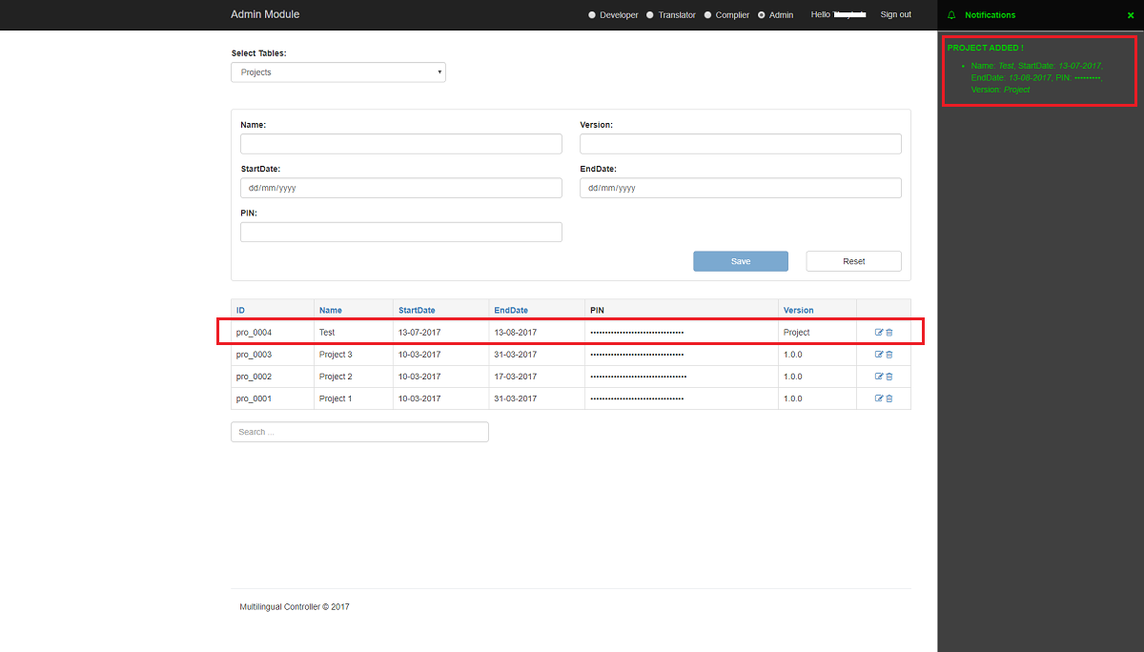 Admin Module
Developer Translator Complier Admin Hello Sign out
Notifications ×
PROJECT ADDED !
Name: Test, StartDate: 13-07-2017,
EndDate: 13-08-2017, PIN: •••••••••,
Version: Project
Select Tables:
Projects
Name: Version:
StartDate: EndDate:
dd/mm/yyyy dd/mm/yyyy
PIN:
Save Reset
ID Name StartDate EndDate PIN Version
pro_0004 Test 13-07-2017 13-08-2017 •••••••••••••••••••••••••••••••• Project
pro_0003 Project 3 10-03-2017 31-03-2017 •••••••••••••••••••••••••••••••• 1.0.0
pro_0002 Project 2 10-03-2017 17-03-2017 ••••••••••••••••••••••••••••••••• 1.0.0
pro_0001 Project 1 10-03-2017 31-03-2017 •••••••••••••••••••••••••••••••• 1.0.0
Search ...
Multilingual Controller © 2017